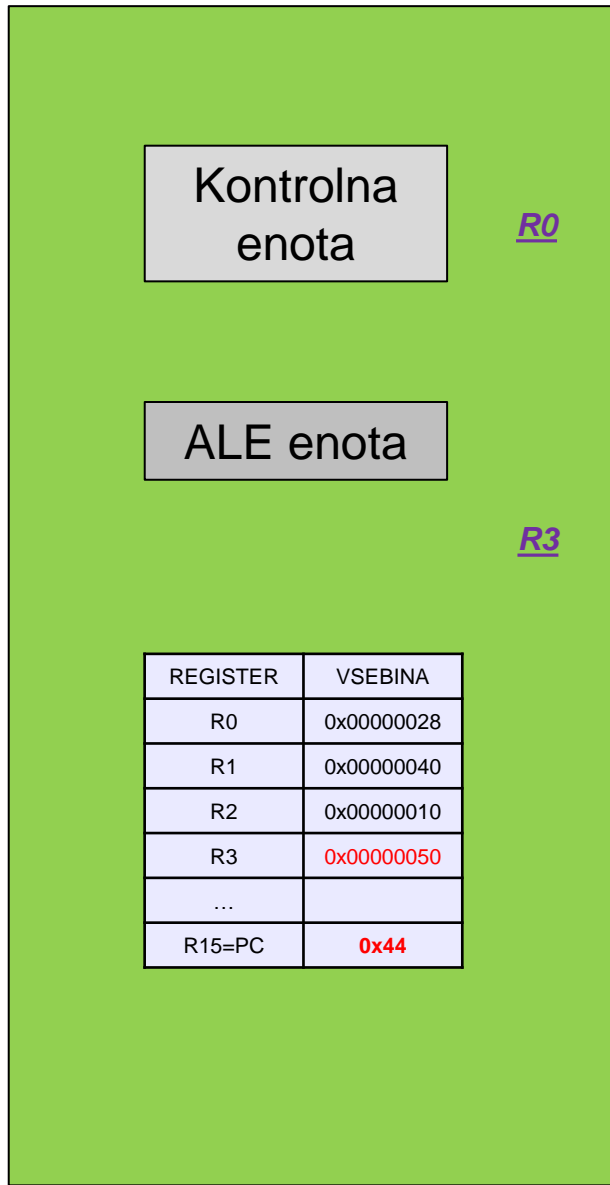 Kontrolna
enota
R0
ALE enota
R3
REGISTER VSEBINA
R0 0x00000028
R1 0x00000040
R2 0x00000010
R3 0x00000050
…
R15=PC 0x44